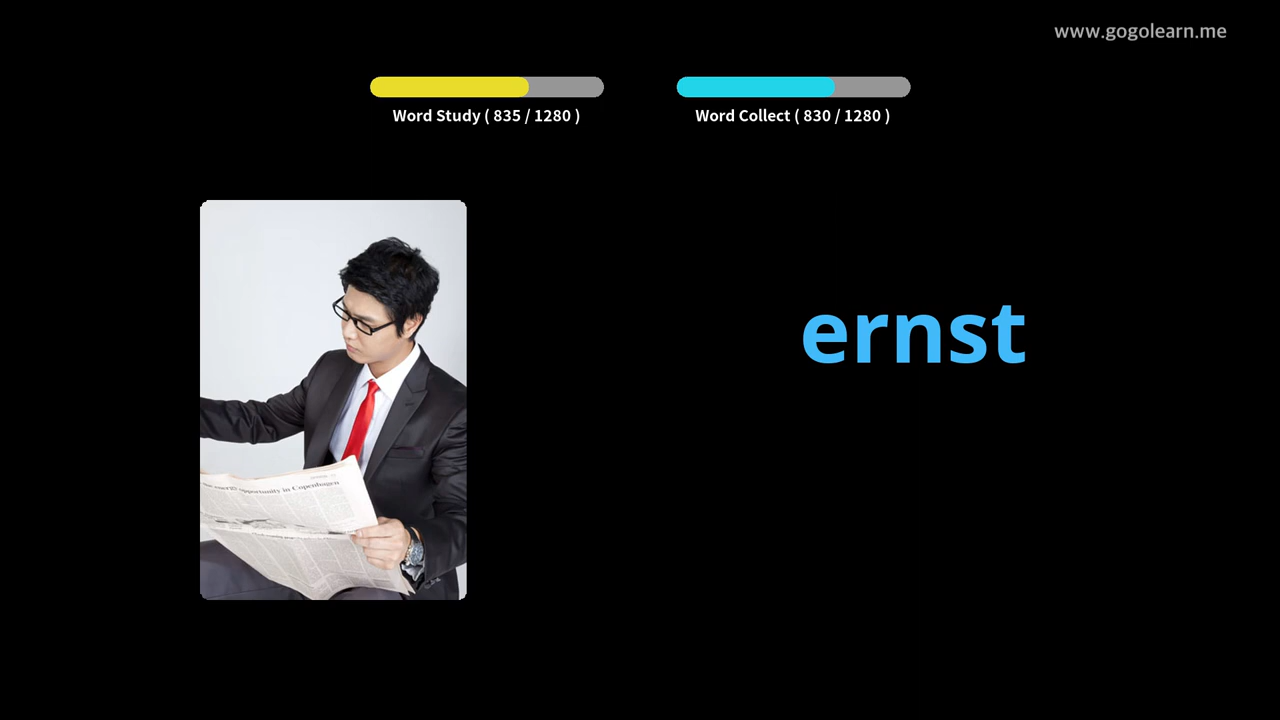 www.gogolearn.me
Word Study ( 835 / 1280 )
Word Collect ( 830 / 1280 )
ernst
opportunity in Copenhagen